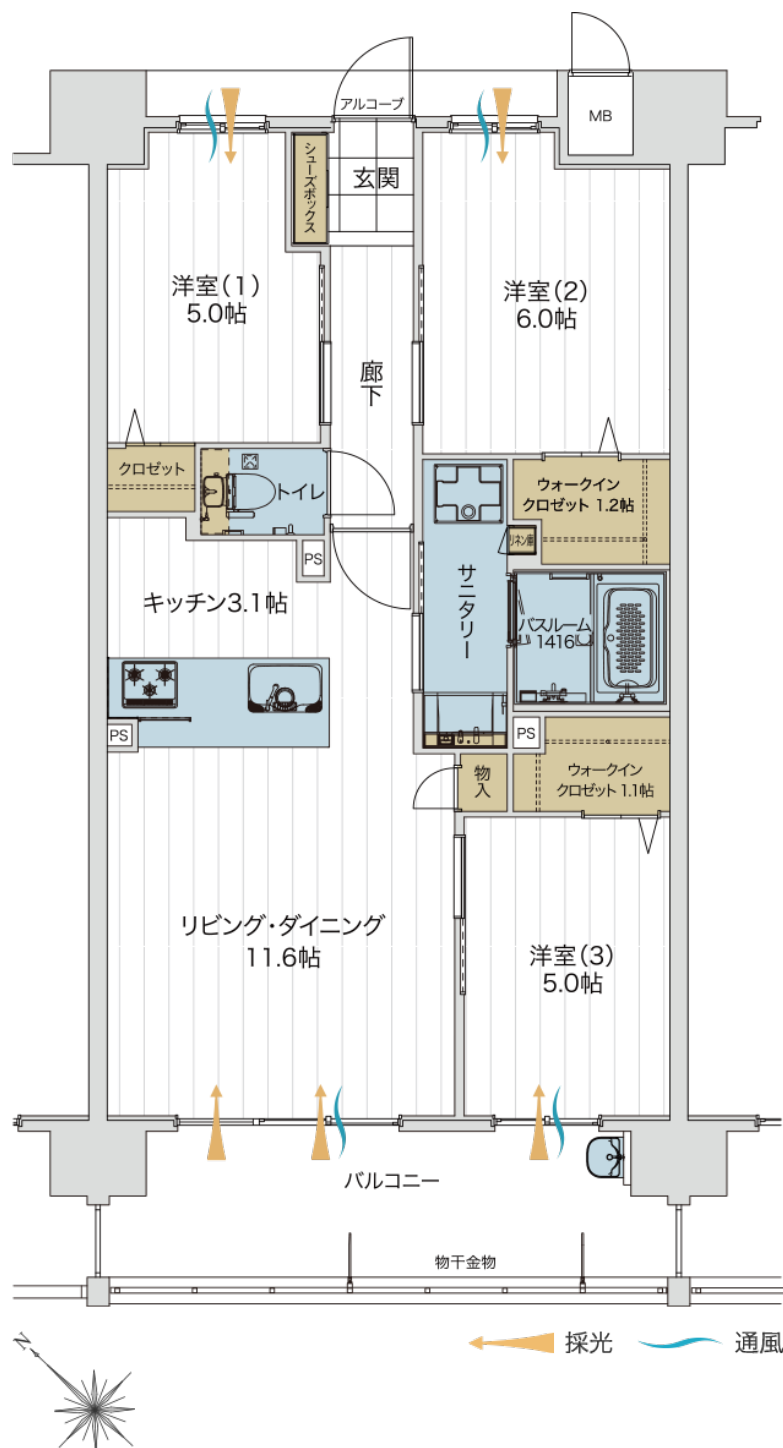 アルコーブ
MB
シューズボックス
玄関
洋室(1)
5.0帖
洋室(2)
6.0帖
廊下
クロゼット
トイレ
ウォークイン
クロゼット 1.2帖
リネン庫
PS
サニタリー
キッチン3.1帖
バスルーム
1416
PS
PS
物入
ウォークイン
クロゼット 1.1帖
リビング・ダイニング
11.6帖
洋室(3)
5.0帖
バルコニー
物干金物
採光
通風
N